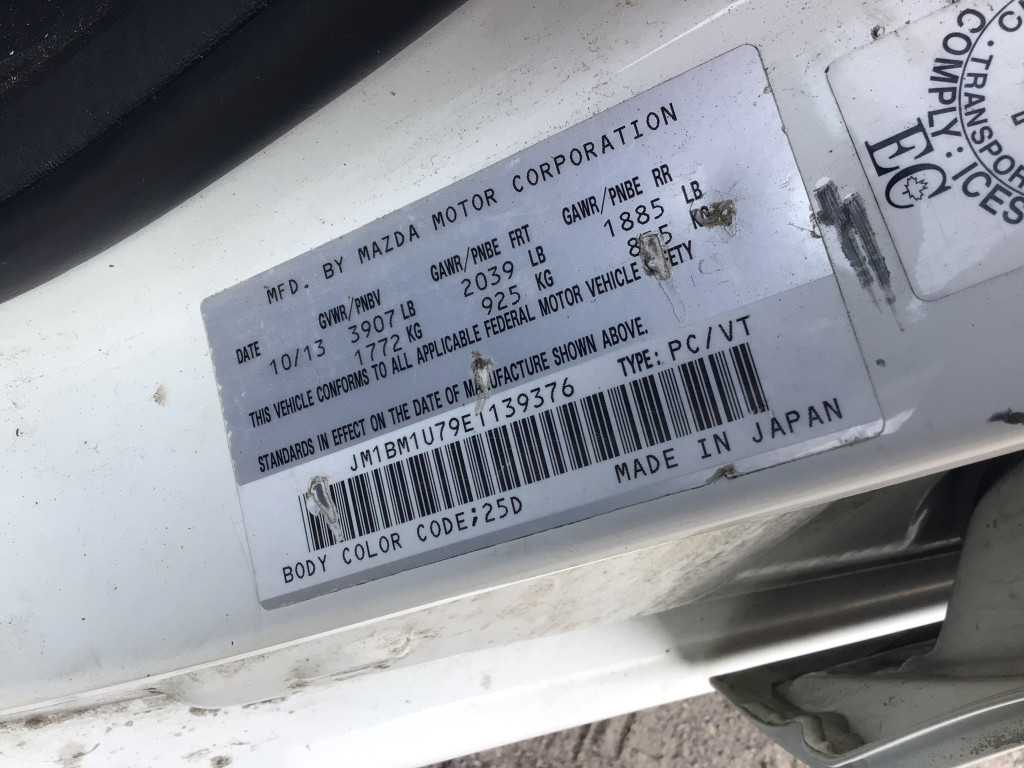 MFD. BY MAZDA MOTOR CORPORATION
DATE GVWR/PNBV GAWR/PNBE FRT GAWR/PNBE RR
10/13 3907 LB 2039 LB 1885 LB
1772 KG 925 KG KG
THIS VEHICLE CONFORMS TO ALL APPLICABLE FEDERAL MOTOR VEHICLE
STANDARDS IN EFFECT ON THE DATE OF MANUFACTURE SHOWN ABOVE.
JM1BM1U79E1139376 TYPE: PC/VT
BODY COLOR CODE;25D MADE IN JAPAN
COMPLY: ICES
EC